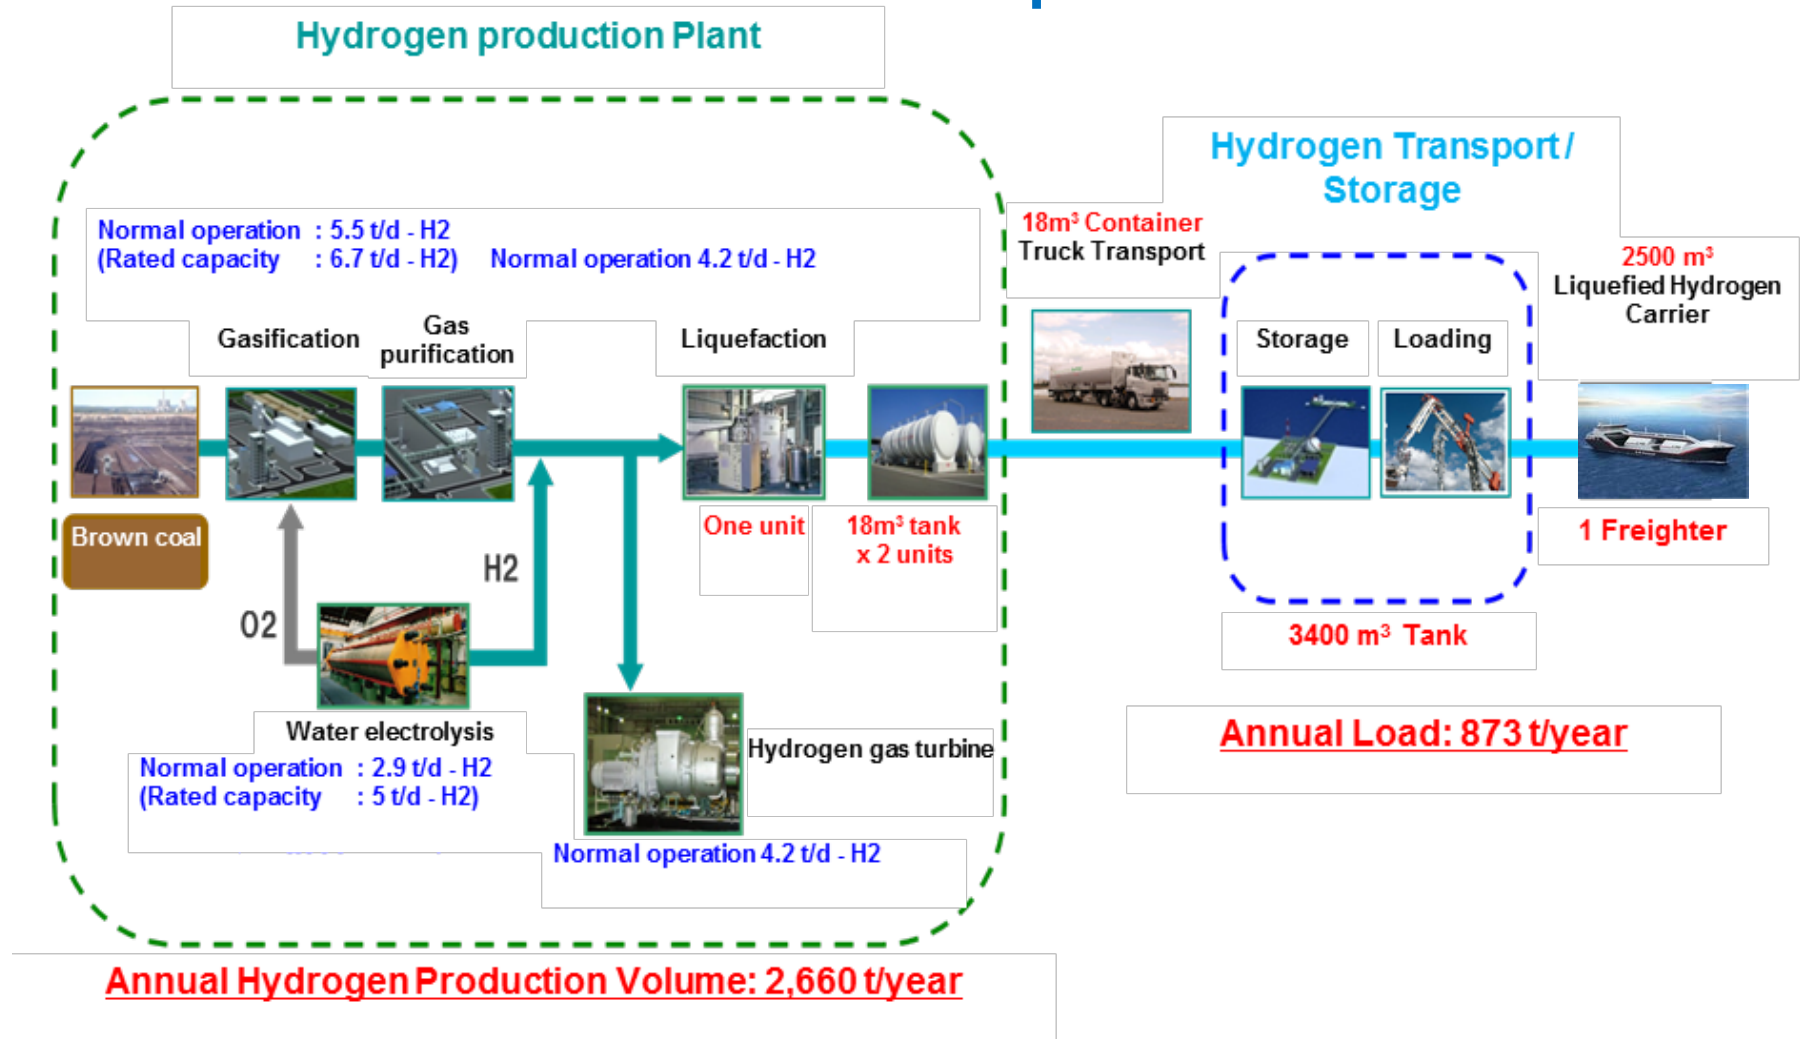 Hydrogen production Plant
Hydrogen Transport /
Storage
Normal operation : 5.5 t/d - H2
(Rated capacity : 6.7 t/d - H2) Normal operation 4.2 t/d - H2
18m³ Container
Truck Transport
2500 m³
Liquefied Hydrogen
Carrier
Gasification
Gas
purification
Liquefaction
Storage
Loading
Brown coal
One unit
18m³ tank
x 2 units
1 Freighter
H2
O2
3400 m³ Tank
Water electrolysis
Normal operation : 2.9 t/d - H2
(Rated capacity : 5 t/d - H2)
Hydrogen gas turbine
Normal operation 4.2 t/d - H2
Annual Load: 873 t/year
Annual Hydrogen Production Volume: 2,660 t/year